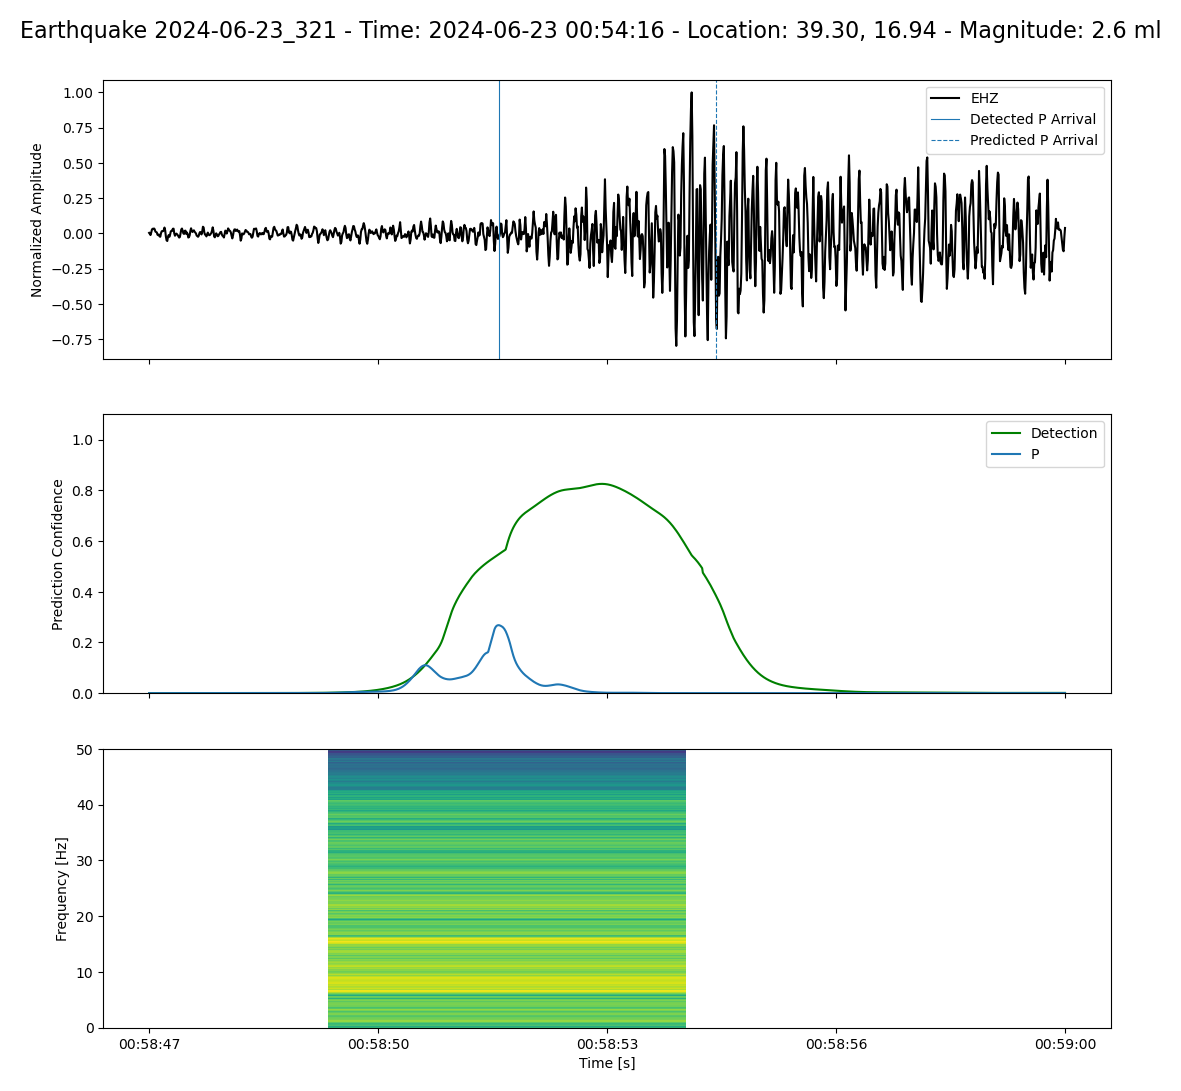 Earthquake 2024-06-23_321 - Time: 2024-06-23 00:54:16 - Location: 39.30, 16.94 - Magnitude: 2.6 ml
EHZ
Detected P Arrival
Predicted P Arrival
1.00
0.75
0.50
0.25
0.00
−0.25
−0.50
−0.75
Normalized Amplitude
Detection
P
1.0
0.8
0.6
0.4
0.2
0.0
Prediction Confidence
50
40
30
20
10
0
Frequency [Hz]
00:58:47
00:58:50
00:58:53
00:58:56
00:59:00
Time [s]